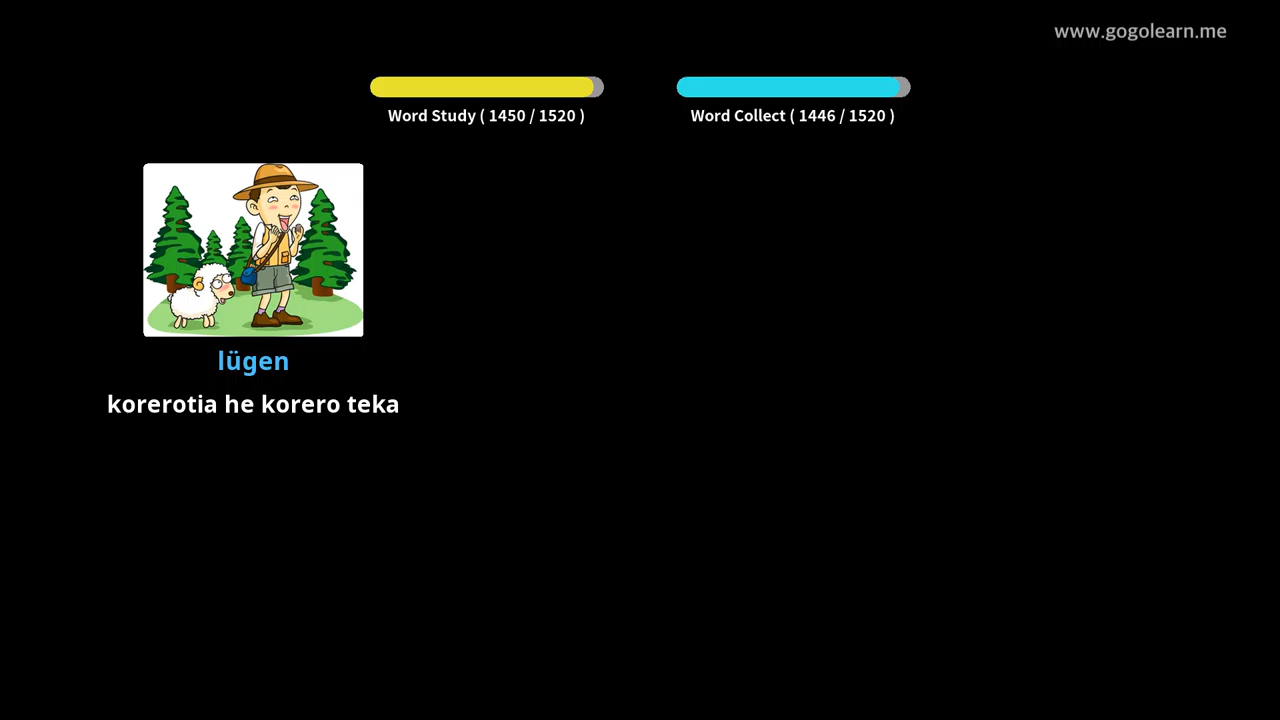 www.gogolearn.me
Word Study ( 1450 / 1520 )
Word Collect ( 1446 / 1520 )
lügen
korerotia he korero teka